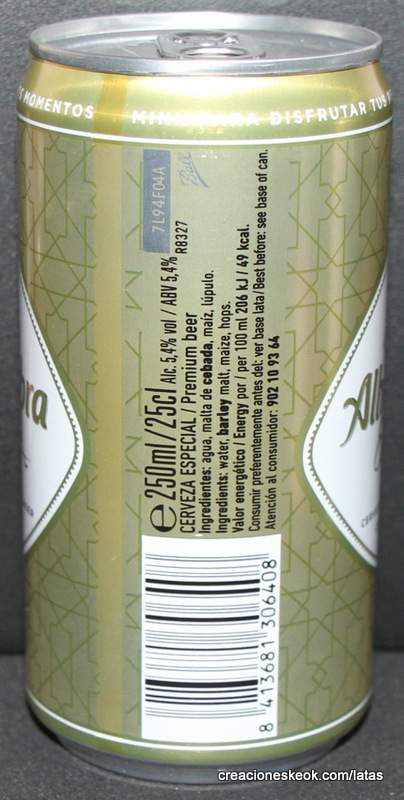 MOMENTOS
MINI PARA DISFRUTAR TUS
7L94F04A
Ball
R8327
e 250ml/25cl Alc. 5,4% vol / ABV 5,4%
CERVEZA ESPECIAL / Premium beer
Ingredientes: agua, malta de cebada, maíz, lúpulo.
Ingredients: water, barley malt, maize, hops.
Valor energético / Energy por / per 100 ml 206 kJ / 49 kcal.
Consumir preferentemente antes del: ver base lata/Best before: see base of can.
Atención al consumidor: 902 10 93 64
8 413681 306408
creacioneskeok.com/latas